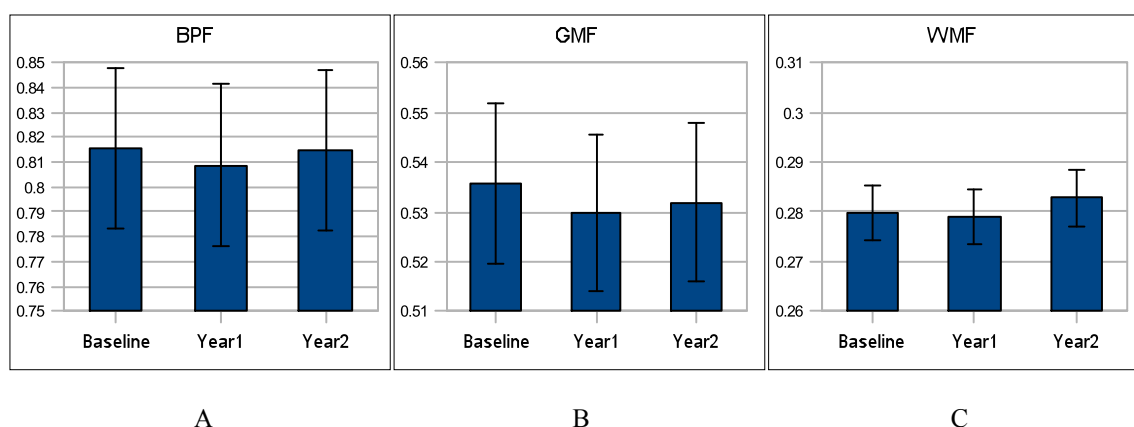 BPF
0.85
0.84
0.83
0.82
0.81
0.8
0.79
0.78
0.77
0.76
0.75
Baseline Year1 Year2
A
GMF
0.56
0.55
0.54
0.53
0.52
0.51
Baseline Year1 Year2
B
WMF
0.31
0.3
0.29
0.28
0.27
0.26
Baseline Year1 Year2
C